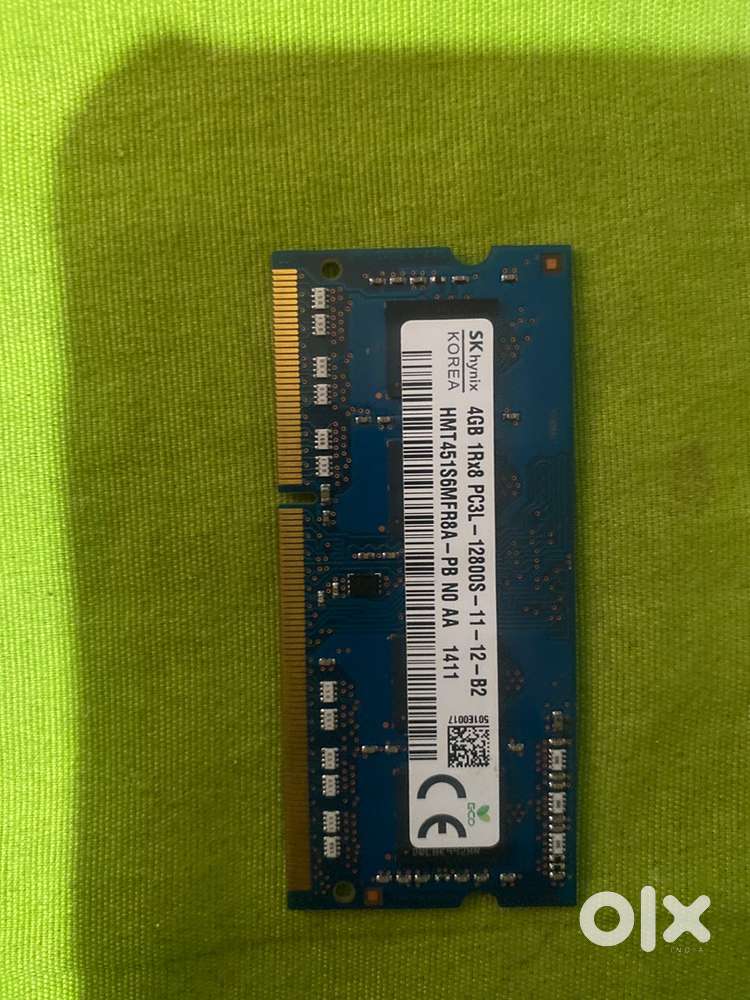 SK hynix
KOREA
4GB 1Rx8 PC3L-12800S-11-12-B2
HMT451S6MFR8A-PB N0 AA 1411
501E0017
CE
eco
olx
INDIA